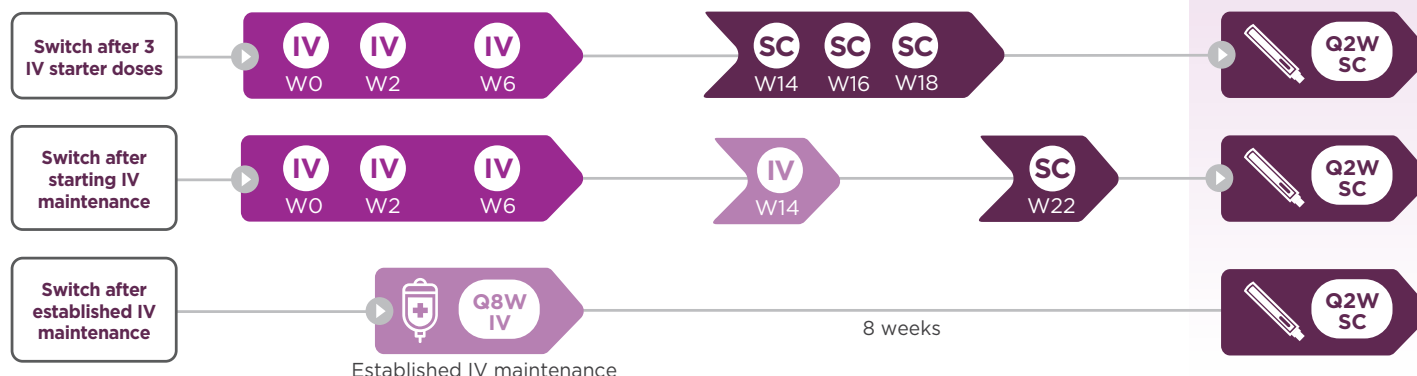 Switch after 3
IV starter doses
IV IV IV
W0 W2 W6
SC SC SC
W14 W16 W18
Q2W
SC
Switch after
starting IV
maintenance
IV IV IV
W0 W2 W6
IV
W14
SC
W22
Q2W
SC
Switch after
established IV
maintenance
Q8W
IV
Established IV maintenance
8 weeks
Q2W
SC